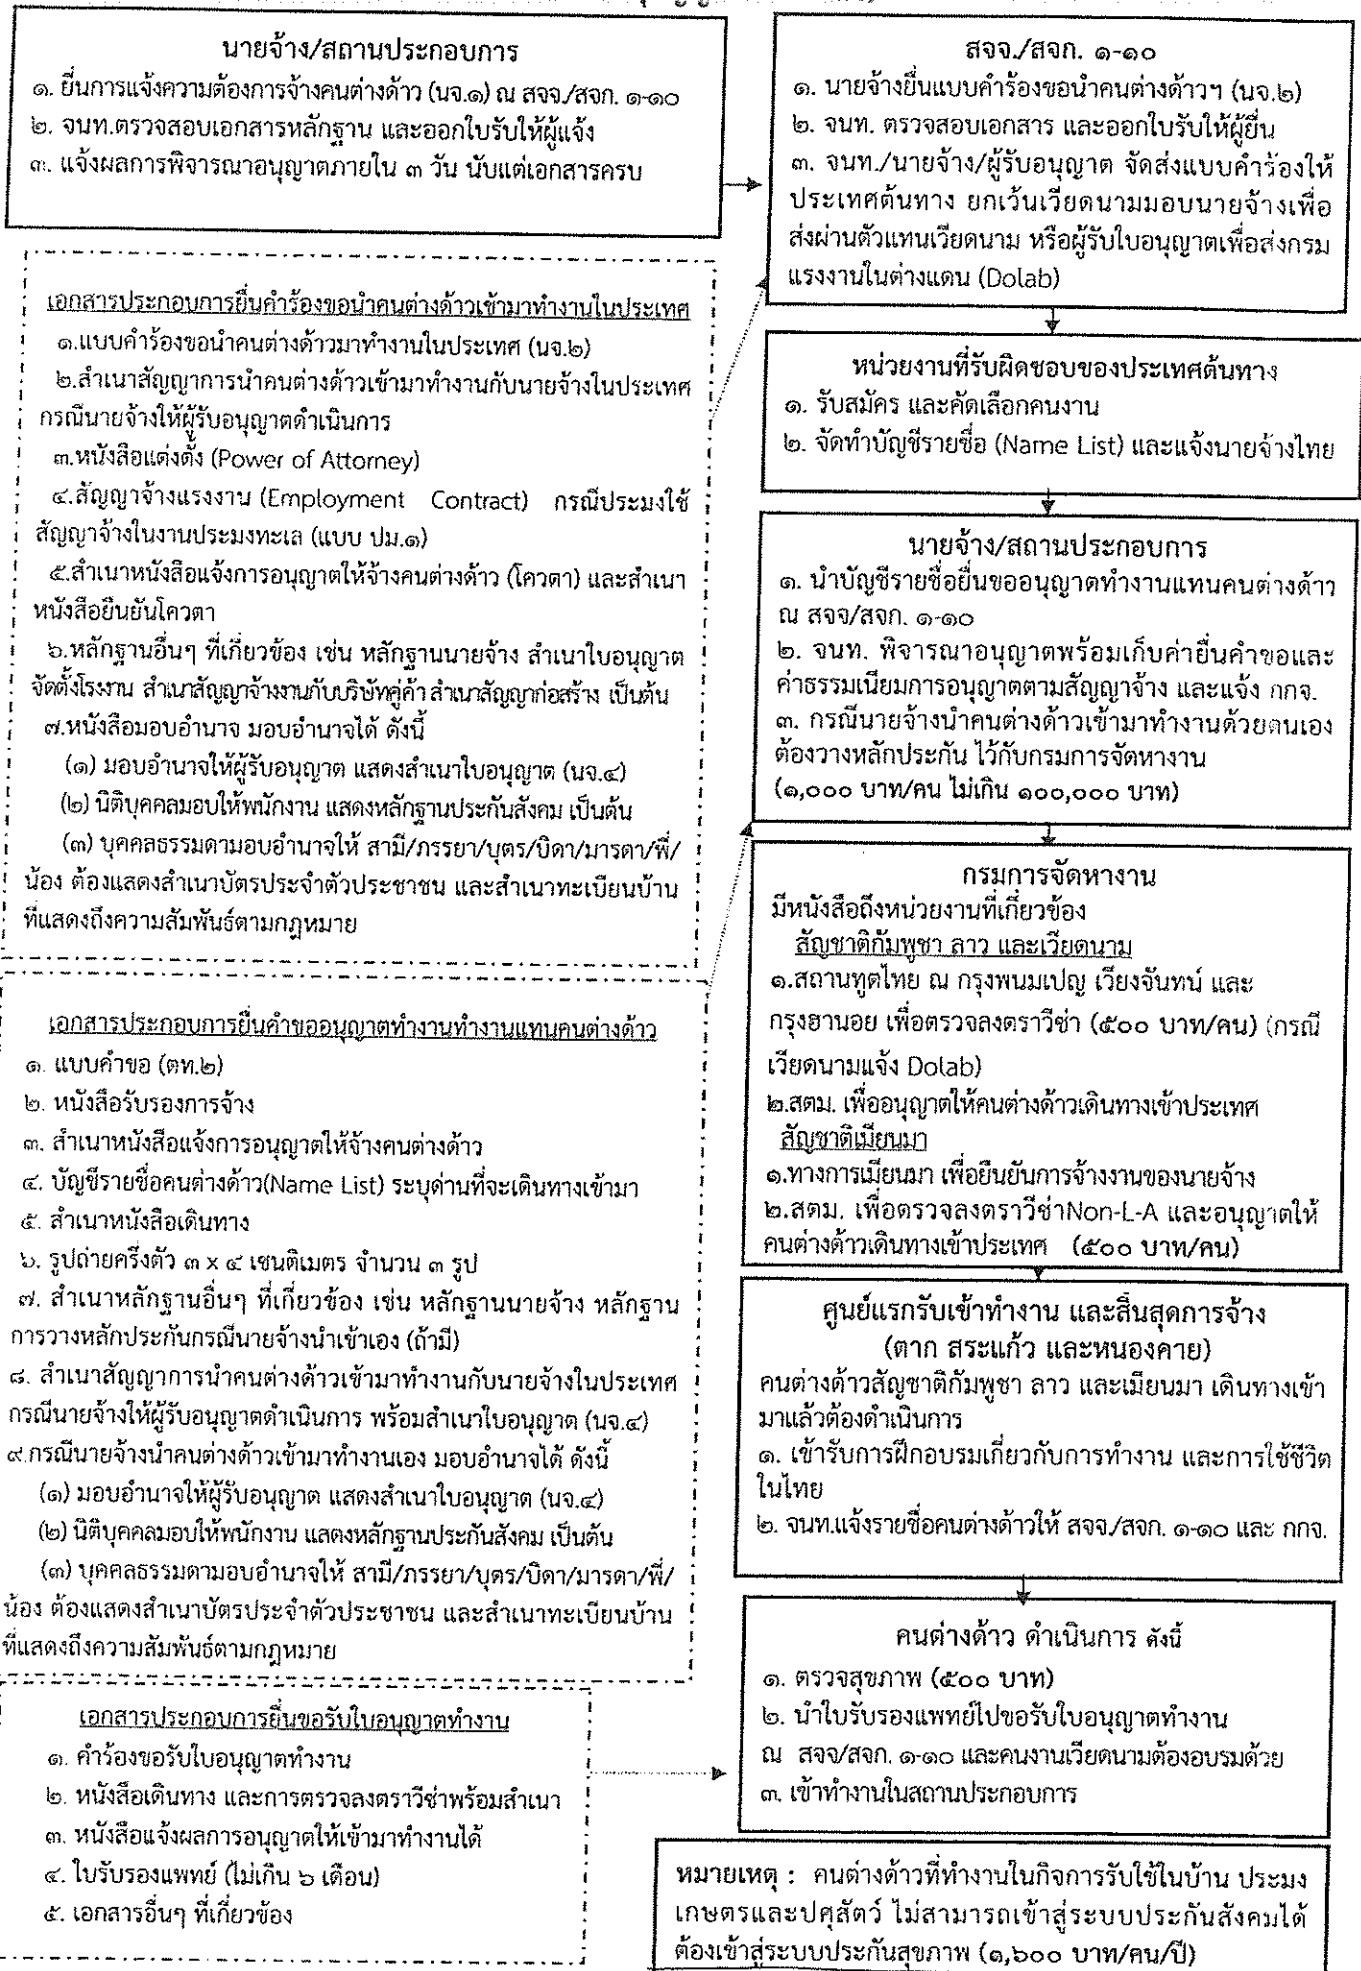 นายจ้าง/สถานประกอบการ
๑. ยื่นการแจ้งความต้องการจ้างคนต่างด้าว (นจ.๑) ณ สจจ./สจก. ๑-๑๐
๒. จนท.ตรวจสอบเอกสารหลักฐาน และออกใบรับให้ผู้แจ้ง
๓. แจ้งผลการพิจารณาอนุญาตภายใน ๓ วัน นับแต่เอกสารครบ
สจจ./สจก. ๑-๑๐
๑. นายจ้างยื่นแบบคำร้องขอนำคนต่างด้าวฯ (นจ.๒)
๒. จนท. ตรวจสอบเอกสาร และออกใบรับให้ผู้ยื่น
๓. จนท./นายจ้าง/ผู้รับอนุญาต จัดส่งแบบคำร้องให้
ประเทศต้นทาง ยกเว้นเวียดนามมอบนายจ้างเพื่อ
ส่งผ่านตัวแทนเวียดนาม หรือผู้รับใบอนุญาตเพื่อส่งกรม
แรงงานในต่างแดน (Dolab)
เอกสารประกอบการยื่นคำร้องขอนำคนต่างด้าวเข้ามาทำงานในประเทศ
๑.แบบคำร้องขอนำคนต่างด้าวมาทำงานในประเทศ (นจ.๒)
๒.สำเนาสัญญาการนำคนต่างด้าวเข้ามาทำงานกับนายจ้างในประเทศ
กรณีนายจ้างให้ผู้รับอนุญาตดำเนินการ
๓.หนังสือแต่งตั้ง (Power of Attorney)
๔.สัญญาจ้างแรงงาน (Employment Contract) กรณีประมงใช้
สัญญาจ้างในงานประมงทะเล (แบบ ปม.๑)
๕.สำเนาหนังสือแจ้งการอนุญาตให้จ้างคนต่างด้าว (โควตา) และสำเนา
หนังสือยืนยันโควตา
๖.หลักฐานอื่นๆ ที่เกี่ยวข้อง เช่น หลักฐานนายจ้าง สำเนาใบอนุญาต
จัดตั้งโรงงาน สำเนาสัญญาจ้างงานกับบริษัทคู่ค้า สำเนาสัญญาก่อสร้าง เป็นต้น
๗.หนังสือมอบอำนาจ มอบอำนาจได้ ดังนี้
(๑) มอบอำนาจให้ผู้รับอนุญาต แสดงสำเนาใบอนุญาต (นจ.๔)
(๒) นิติบุคคลมอบให้พนักงาน แสดงหลักฐานประกันสังคม เป็นต้น
(๓) บุคคลธรรมดามอบอำนาจให้ สามี/ภรรยา/บุตร/บิดา/มารดา/พี่/
น้อง ต้องแสดงสำเนาบัตรประจำตัวประชาชน และสำเนาทะเบียนบ้าน
ที่แสดงถึงความสัมพันธ์ตามกฎหมาย
หน่วยงานที่รับผิดชอบของประเทศต้นทาง
๑. รับสมัคร และคัดเลือกคนงาน
๒. จัดทำบัญชีรายชื่อ (Name List) และแจ้งนายจ้างไทย
นายจ้าง/สถานประกอบการ
๑. นำบัญชีรายชื่อยื่นขออนุญาตทำงานแทนคนต่างด้าว
ณ สจจ/สจก. ๑-๑๐
๒. จนท. พิจารณาอนุญาตพร้อมเก็บค่ายื่นคำขอและ
ค่าธรรมเนียมการอนุญาตตามสัญญาจ้าง และแจ้ง กกจ.
๓. กรณีนายจ้างนำคนต่างด้าวเข้ามาทำงานด้วยตนเอง
ต้องวางหลักประกัน ไว้กับกรมการจัดหางาน
(๑,๐๐๐ บาท/คน ไม่เกิน ๑๐๐,๐๐๐ บาท)
กรมการจัดหางาน
มีหนังสือถึงหน่วยงานที่เกี่ยวข้อง
สัญชาติกัมพูชา ลาว และเวียดนาม
๑.สถานทูตไทย ณ กรุงพนมเปญ เวียงจันทน์ และ
กรุงฮานอย เพื่อตรวจลงตราวีซ่า (๕๐๐ บาท/คน) (กรณี
เวียดนามแจ้ง Dolab)
๒.สตม. เพื่ออนุญาตให้คนต่างด้าวเดินทางเข้าประเทศ
สัญชาติเมียนมา
๑.ทางการเมียนมา เพื่อยืนยันการจ้างงานของนายจ้าง
๒.สตม. เพื่อตรวจลงตราวีซ่าNon-L-A และอนุญาตให้
คนต่างด้าวเดินทางเข้าประเทศ (๕๐๐ บาท/คน)
เอกสารประกอบการยื่นคำขออนุญาตทำงานทำงานแทนคนต่างด้าว
๑. แบบคำขอ (ตท.๒)
๒. หนังสือรับรองการจ้าง
๓. สำเนาหนังสือแจ้งการอนุญาตให้จ้างคนต่างด้าว
๔. บัญชีรายชื่อคนต่างด้าว(Name List) ระบุด่านที่จะเดินทางเข้ามา
๕. สำเนาหนังสือเดินทาง
๖. รูปถ่ายครึ่งตัว ๓ x ๔ เซนติเมตร จำนวน ๓ รูป
๗. สำเนาหลักฐานอื่นๆ ที่เกี่ยวข้อง เช่น หลักฐานนายจ้าง หลักฐาน
การวางหลักประกันกรณีนายจ้างนำเข้าเอง (ถ้ามี)
๘. สำเนาสัญญาการนำคนต่างด้าวเข้ามาทำงานกับนายจ้างในประเทศ
กรณีนายจ้างให้ผู้รับอนุญาตดำเนินการ พร้อมสำเนาใบอนุญาต (นจ.๔)
๙.กรณีนายจ้างนำคนต่างด้าวเข้ามาทำงานเอง มอบอำนาจได้ ดังนี้
(๑) มอบอำนาจให้ผู้รับอนุญาต แสดงสำเนาใบอนุญาต (นจ.๔)
(๒) นิติบุคคลมอบให้พนักงาน แสดงหลักฐานประกันสังคม เป็นต้น
(๓) บุคคลธรรมดามอบอำนาจให้ สามี/ภรรยา/บุตร/บิดา/มารดา/พี่/
น้อง ต้องแสดงสำเนาบัตรประจำตัวประชาชน และสำเนาทะเบียนบ้าน
ที่แสดงถึงความสัมพันธ์ตามกฎหมาย
ศูนย์แรกรับเข้าทำงาน และสิ้นสุดการจ้าง
(ตาก สระแก้ว และหนองคาย)
คนต่างด้าวสัญชาติกัมพูชา ลาว และเมียนมา เดินทางเข้า
มาแล้วต้องดำเนินการ
๑. เข้ารับการฝึกอบรมเกี่ยวกับการทำงาน และการใช้ชีวิต
ในไทย
๒. จนท.แจ้งรายชื่อคนต่างด้าวให้ สจจ./สจก. ๑-๑๐ และ กกจ.
คนต่างด้าว ดำเนินการ ดังนี้
๑. ตรวจสุขภาพ (๕๐๐ บาท)
๒. นำใบรับรองแพทย์ไปขอรับใบอนุญาตทำงาน
ณ สจจ/สจก. ๑-๑๐ และคนงานเวียดนามต้องอบรมด้วย
๓. เข้าทำงานในสถานประกอบการ
เอกสารประกอบการยื่นขอรับใบอนุญาตทำงาน
๑. คำร้องขอรับใบอนุญาตทำงาน
๒. หนังสือเดินทาง และการตรวจลงตราวีซ่าพร้อมสำเนา
๓. หนังสือแจ้งผลการอนุญาตให้เข้ามาทำงานได้
๔. ใบรับรองแพทย์ (ไม่เกิน ๖ เดือน)
๕. เอกสารอื่นๆ ที่เกี่ยวข้อง
หมายเหตุ : คนต่างด้าวที่ทำงานในกิจการรับใช้ในบ้าน ประมง
เกษตรและปศุสัตว์ ไม่สามารถเข้าสู่ระบบประกันสังคมได้
ต้องเข้าสู่ระบบประกันสุขภาพ (๑,๖๐๐ บาท/คน/ปี)